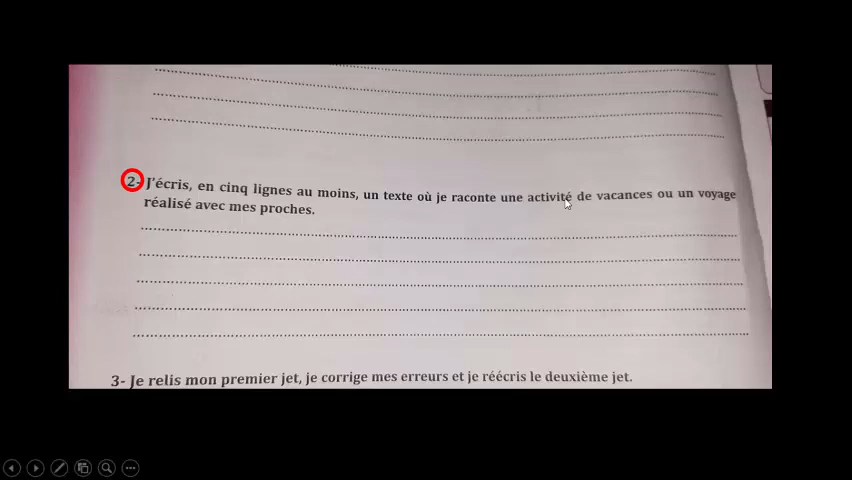 2- J'écris, en cinq lignes au moins, un texte où je raconte une activité de vacances ou un voyage
réalisé avec mes proches.
3- Je relis mon premier jet, je corrige mes erreurs et je réécris le deuxième jet.